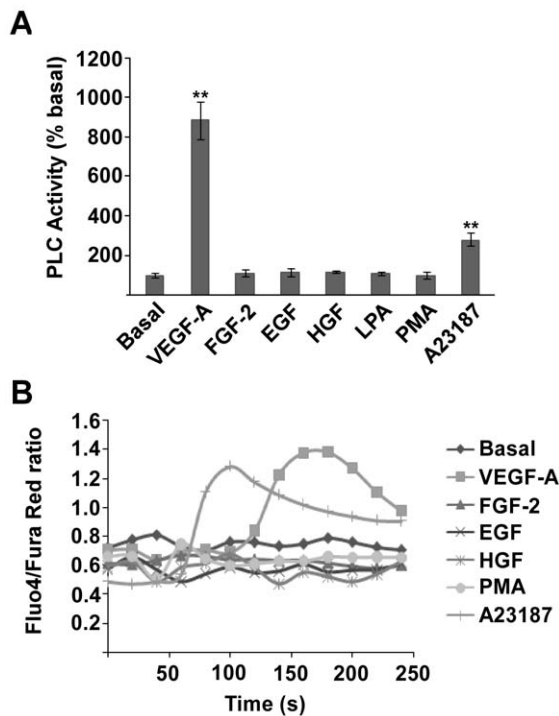 A
PLC Activity (% basal)
1200
1000
800
600
400
200
**
**
Basal
VEGF-A
FGF-2
EGF
HGF
LPA
PMA
A23187
B
Fluo4/Fura Red ratio
1.6
1.4
1.2
1.0
0.8
0.6
0.4
0.2
50
100
150
200
250
Time (s)
Basal
VEGF-A
FGF-2
EGF
HGF
PMA
A23187